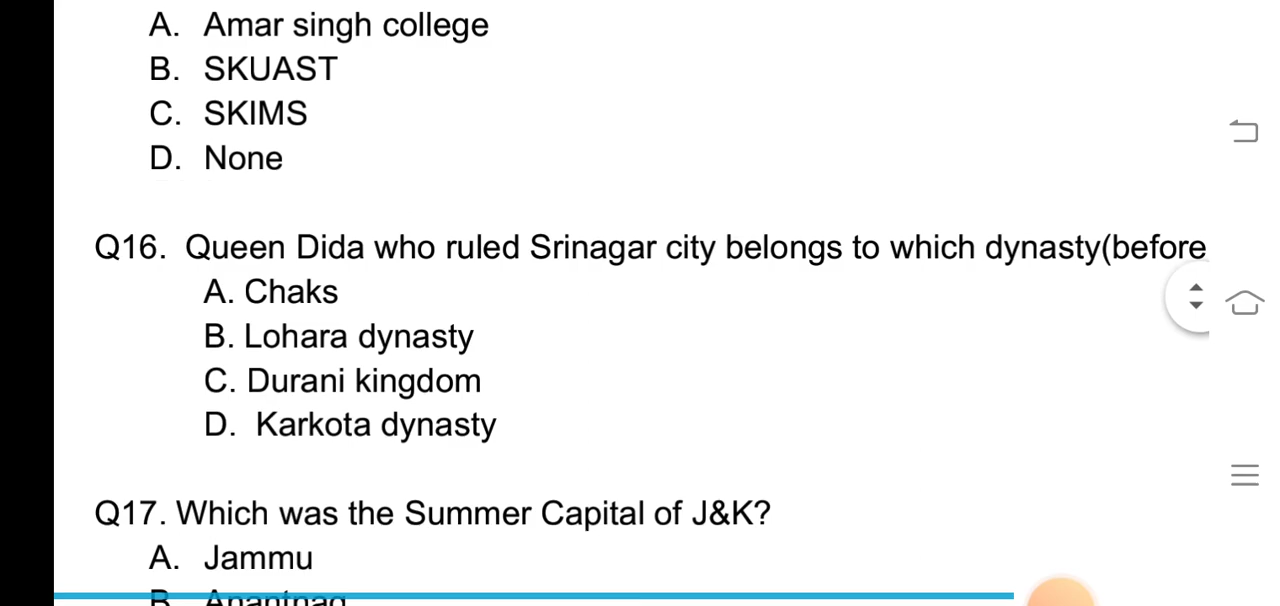 A. Amar singh college
B. SKUAST
C. SKIMS
D. None
Q16. Queen Dida who ruled Srinagar city belongs to which dynasty(before
A. Chaks
B. Lohara dynasty
C. Durani kingdom
D. Karkota dynasty
Q17. Which was the Summer Capital of J&K?
A. Jammu
B. Anantnag